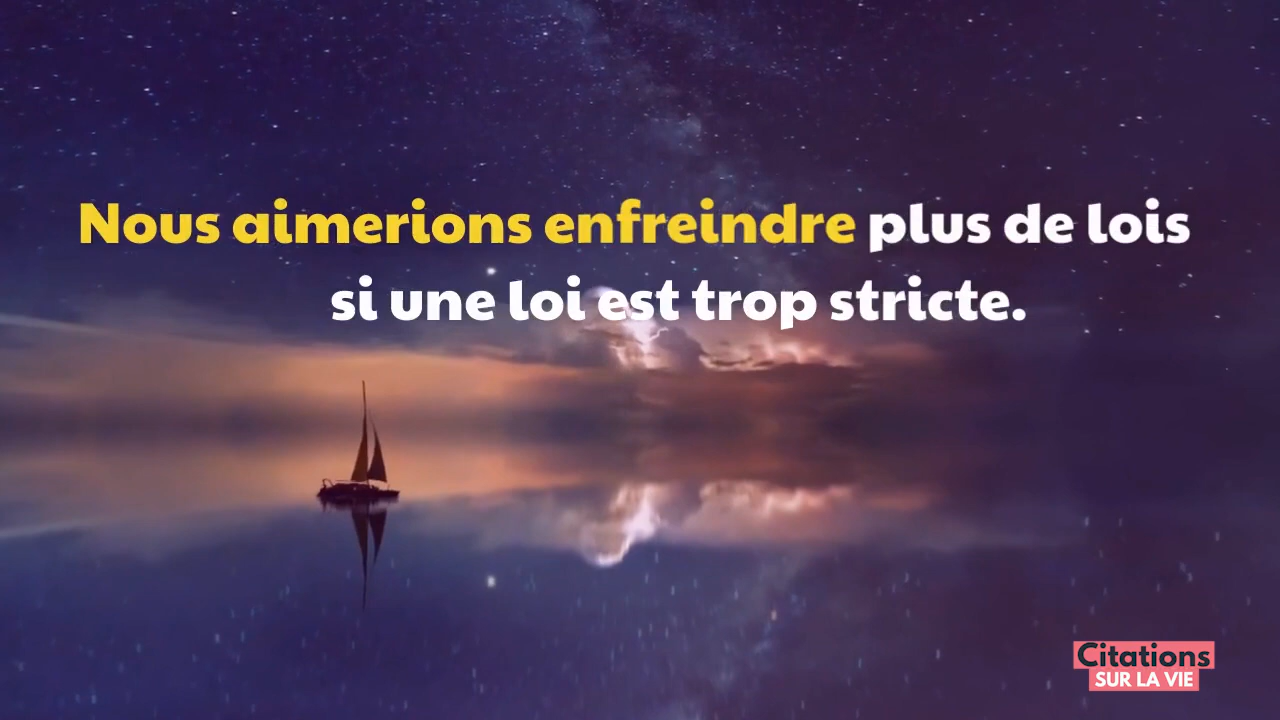 Nous aimerions enfreindre plus de lois
si une loi est trop stricte.
Citations
SUR LA VIE